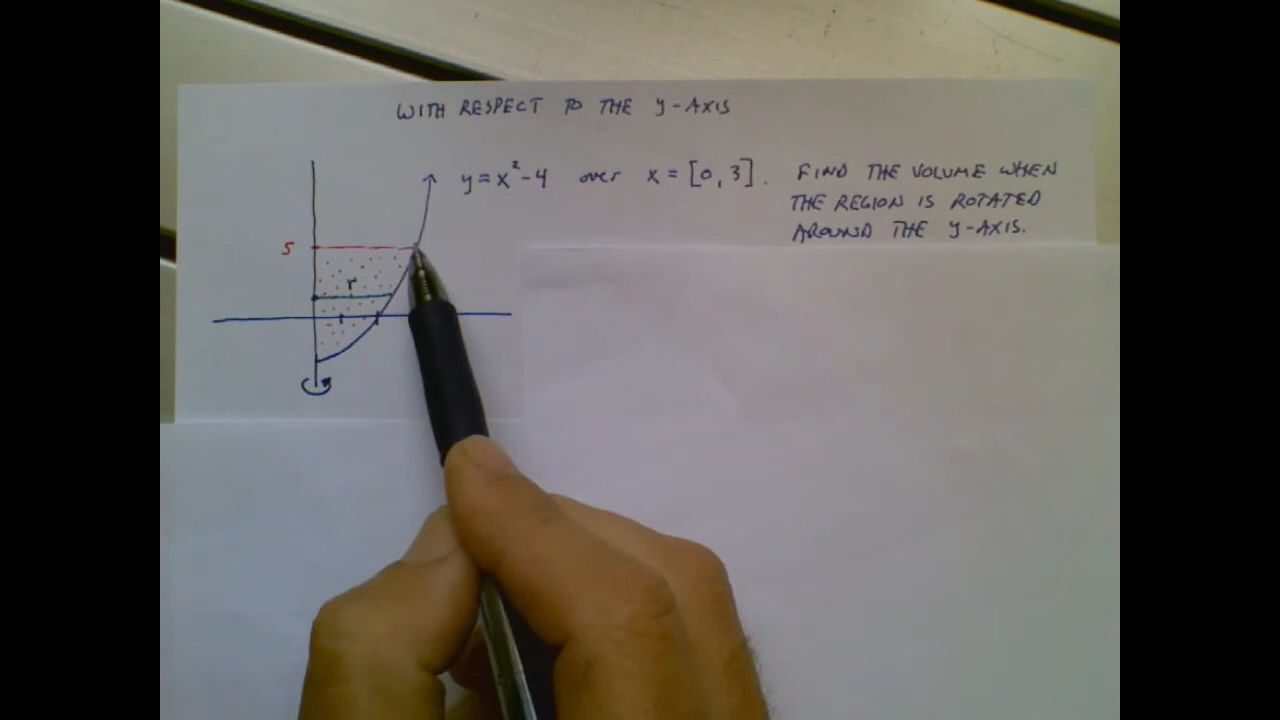 WITH RESPECT TO THE y-AXIS
y=x²-4 over x=[0,3]. FIND THE VOLUME WHEN
THE REGION IS ROTATED
AROUND THE y-AXIS.
5
r